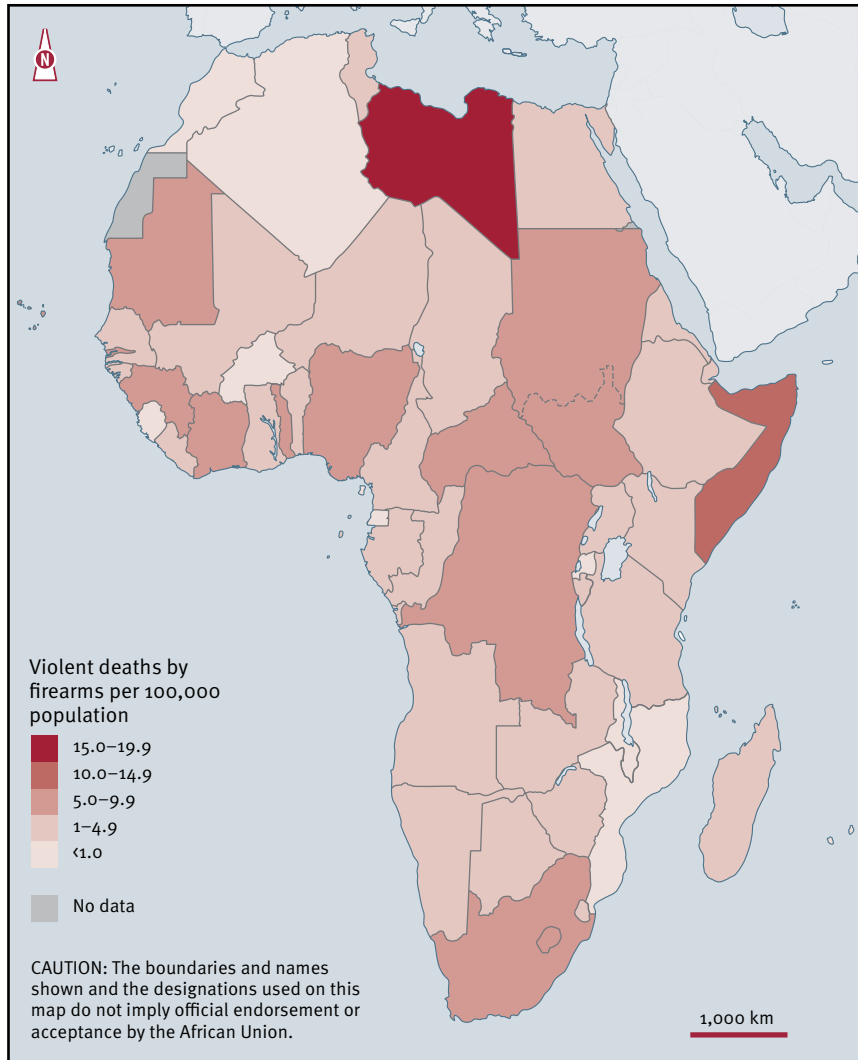 N
Violent deaths by
firearms per 100,000
population
15.0–19.9
10.0–14.9
5.0–9.9
1–4.9
<1.0
No data
CAUTION: The boundaries and names
shown and the designations used on this
map do not imply official endorsement or
acceptance by the African Union.
1,000 km